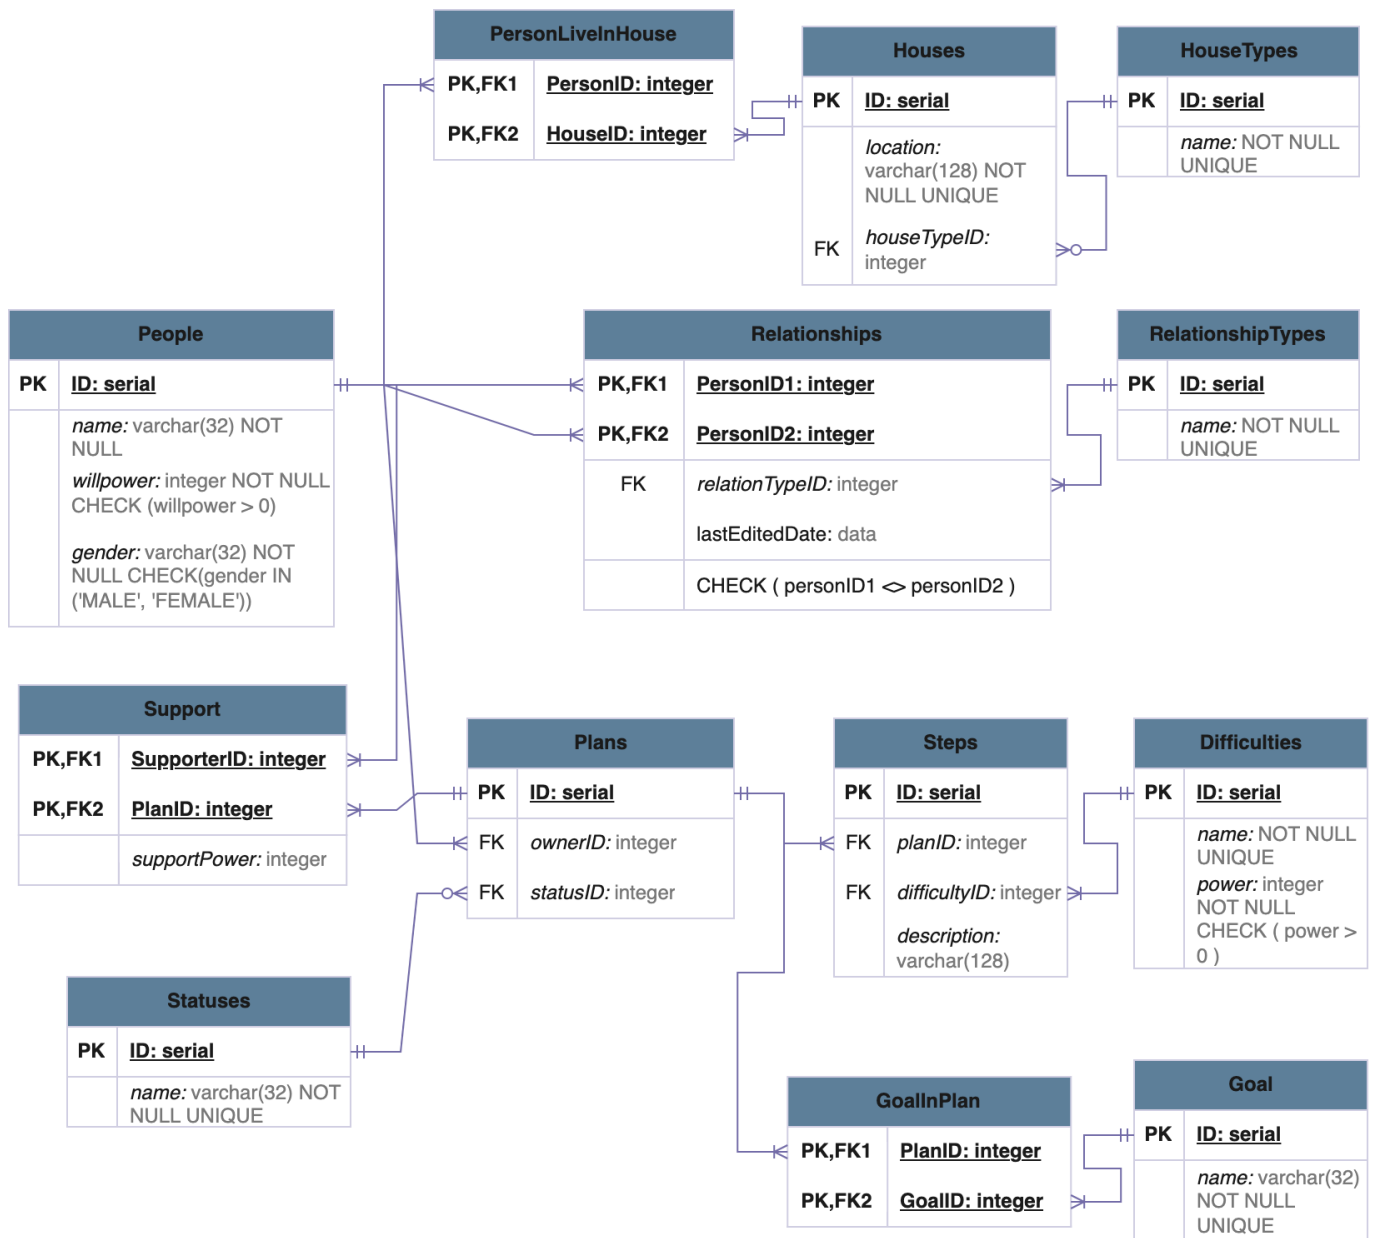 PersonLiveInHouse
PK,FK1 PersonID: integer
PK,FK2 HouseID: integer
Houses
PK ID: serial
location:
varchar(128) NOT
NULL UNIQUE
FK houseTypeID:
integer
HouseTypes
PK ID: serial
name: NOT NULL
UNIQUE
People
PK ID: serial
name: varchar(32) NOT
NULL
willpower: integer NOT NULL
CHECK (willpower > 0)
gender: varchar(32) NOT
NULL CHECK(gender IN
('MALE', 'FEMALE'))
Relationships
PK,FK1 PersonID1: integer
PK,FK2 PersonID2: integer
FK relationTypeID: integer
lastEditedDate: data
CHECK ( personID1 <> personID2 )
RelationshipTypes
PK ID: serial
name: NOT NULL
UNIQUE
Support
PK,FK1 SupporterID: integer
PK,FK2 PlanID: integer
supportPower: integer
Plans
PK ID: serial
FK ownerID: integer
FK statusID: integer
Steps
PK ID: serial
FK planID: integer
FK difficultyID: integer
description:
varchar(128)
Difficulties
PK ID: serial
name: NOT NULL
UNIQUE
power: integer
NOT NULL
CHECK ( power >
0 )
Statuses
PK ID: serial
name: varchar(32) NOT
NULL UNIQUE
GoalInPlan
PK,FK1 PlanID: integer
PK,FK2 GoalID: integer
Goal
PK ID: serial
name: varchar(32)
NOT NULL
UNIQUE